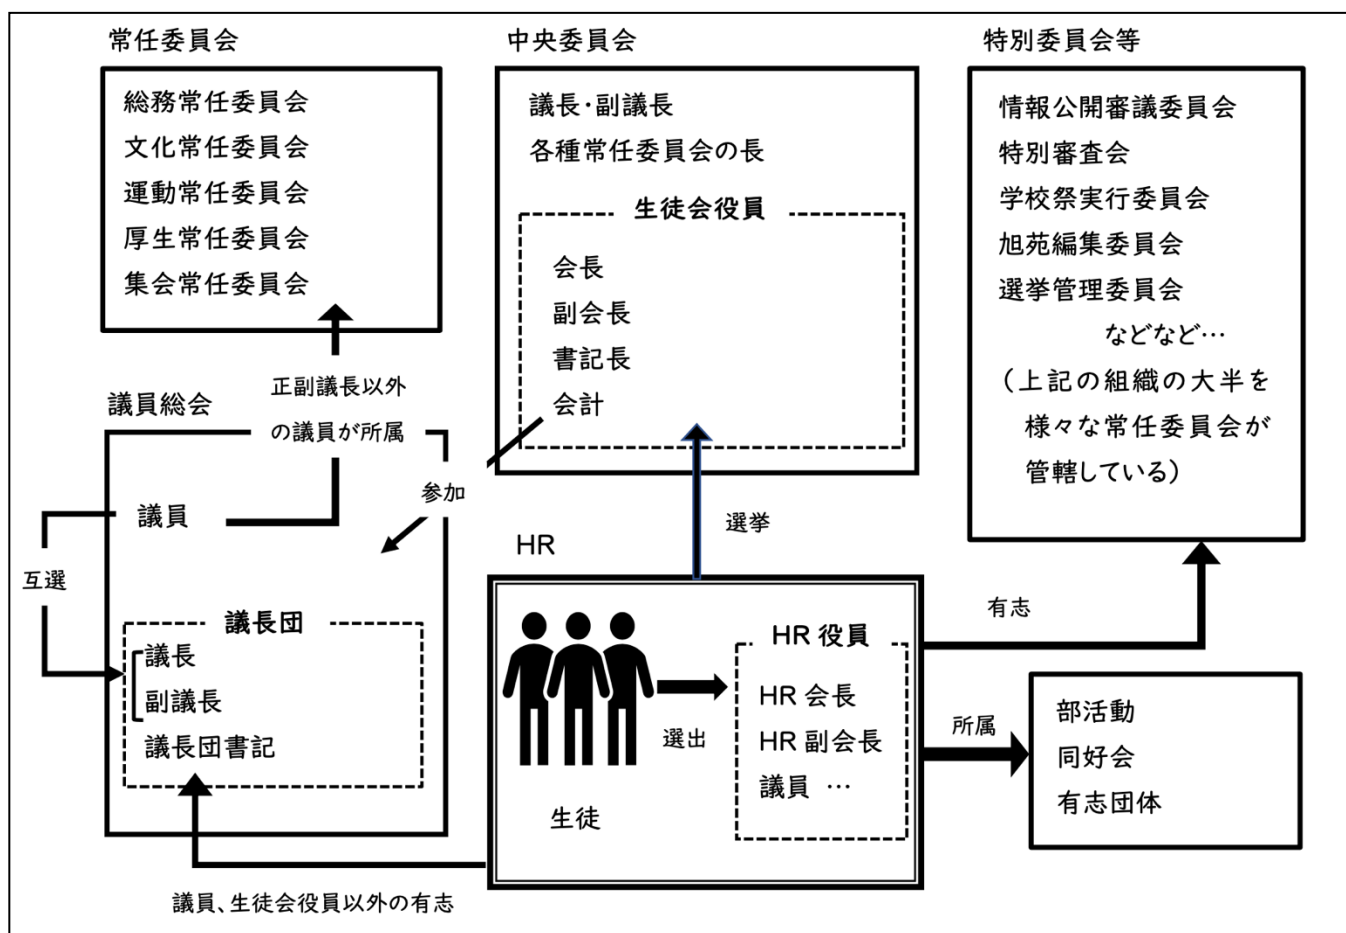 常任委員会
総務常任委員会
文化常任委員会
運動常任委員会
厚生常任委員会
集会常任委員会
中央委員会
議長・副議長
各種常任委員会の長
生徒会役員
会長
副会長
書記長
会計
特別委員会等
情報公開審議委員会
特別審査会
学校祭実行委員会
旭苑編集委員会
選挙管理委員会
などなど…
(上記の組織の大半を
様々な常任委員会が
管轄している)
正副議長以外
の議員が所属
議員総会
議員
参加
互選
議長団
議長
副議長
議長団書記
選挙
HR
生徒
選出
HR 役員
HR 会長
HR 副会長
議員 …
有志
所属
部活動
同好会
有志団体
議員、生徒会役員以外の有志